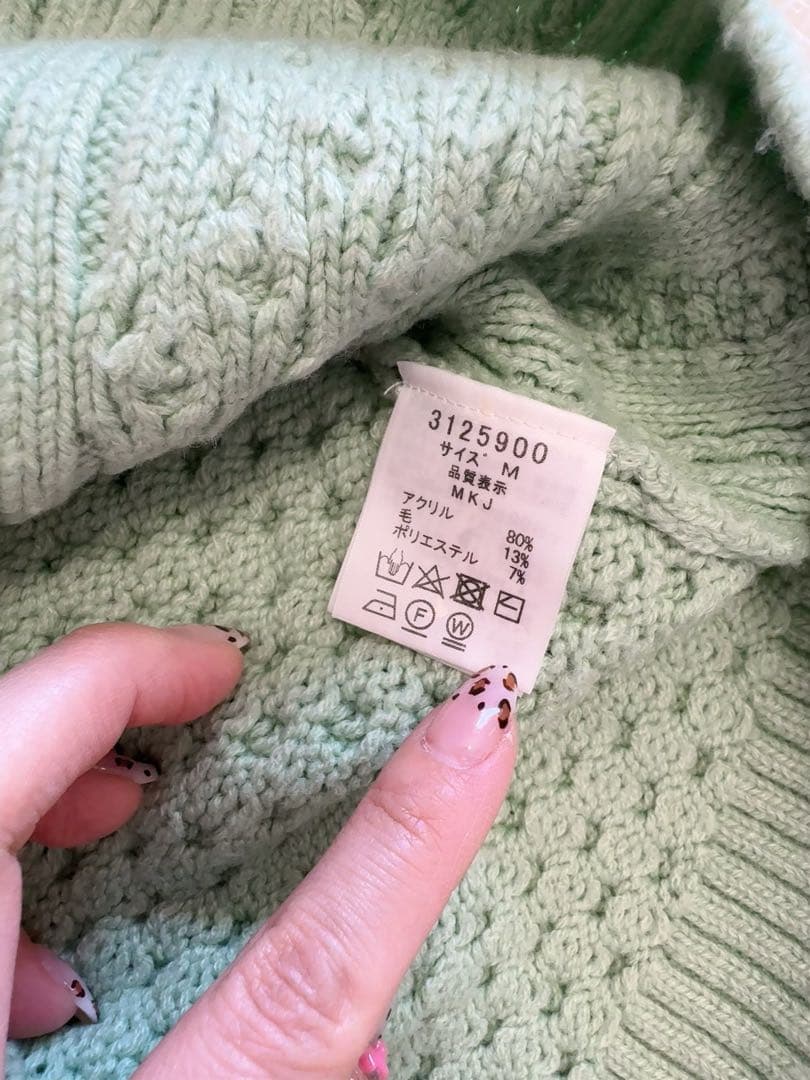 3125900
サイズ M
品質表示
MKJ
アクリル 80%
毛 13%
ポリエステル 7%
F W